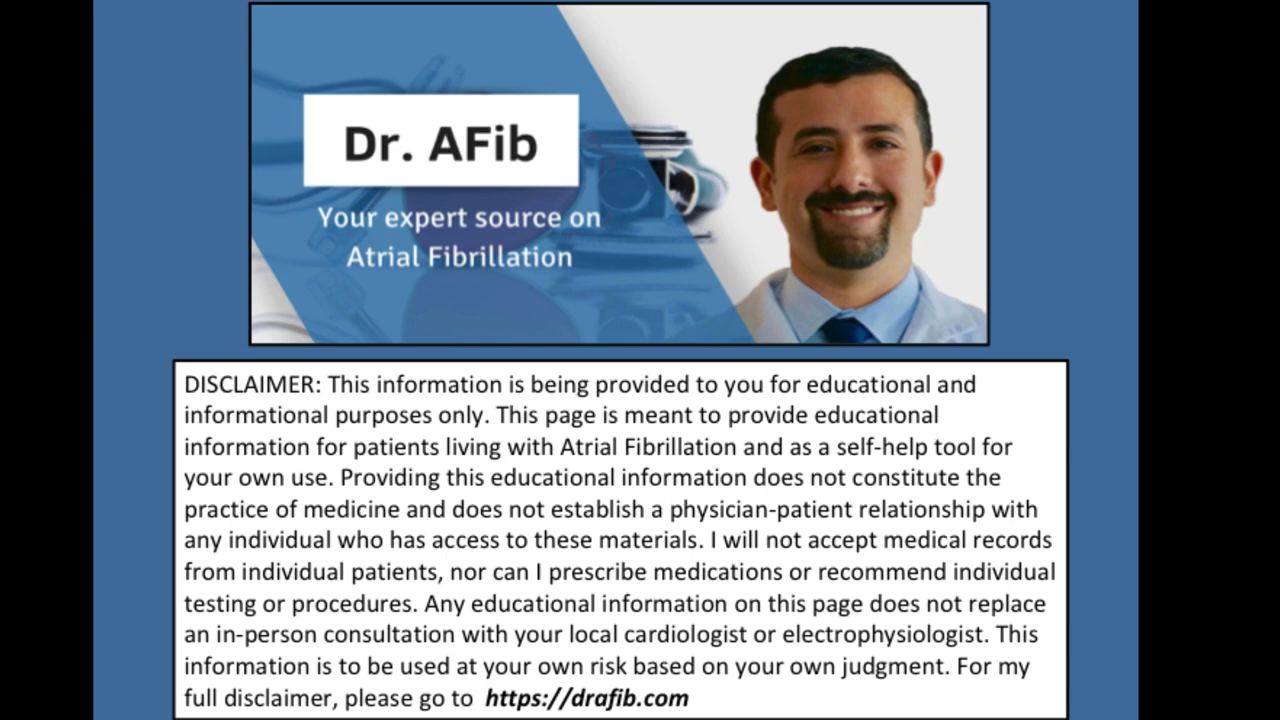 Dr. AFib
Your expert source on
Atrial Fibrillation
DISCLAIMER: This information is being provided to you for educational and
informational purposes only. This page is meant to provide educational
information for patients living with Atrial Fibrillation and as a self-help tool for
your own use. Providing this educational information does not constitute the
practice of medicine and does not establish a physician-patient relationship with
any individual who has access to these materials. I will not accept medical records
from individual patients, nor can I prescribe medications or recommend individual
testing or procedures. Any educational information on this page does not replace
an in-person consultation with your local cardiologist or electrophysiologist. This
information is to be used at your own risk based on your own judgment. For my
full disclaimer, please go to https://drafib.com